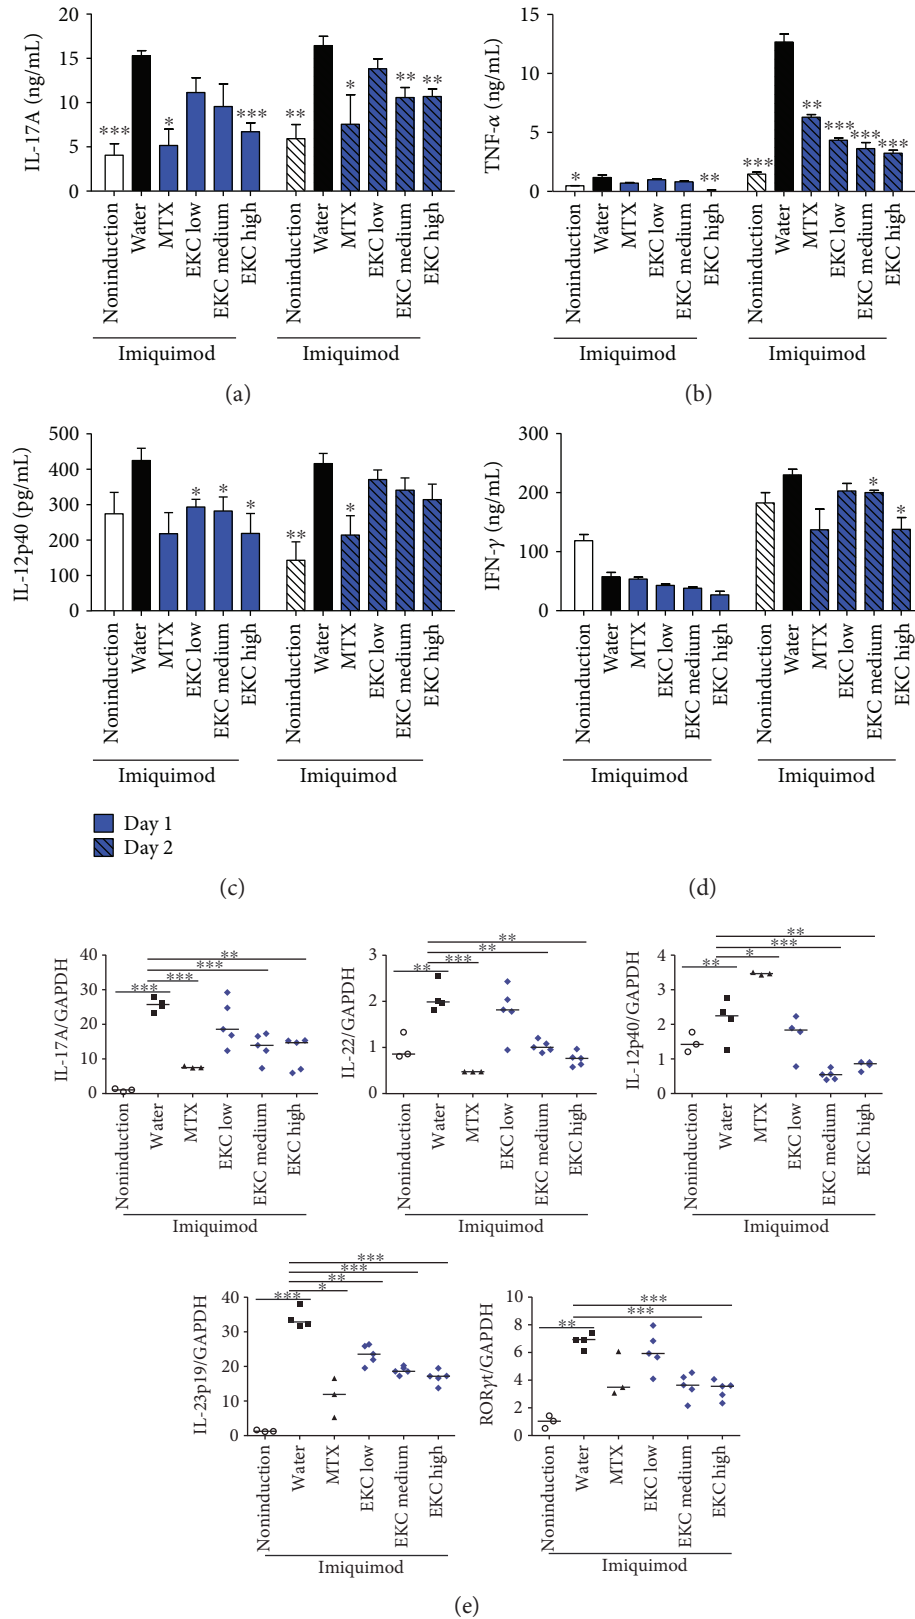 IL-17A (ng/mL)
20
15
10
5
0
*** * *** ** * ** **
Noninduction Water MTX EKC low EKC medium EKC high Noninduction Water MTX EKC low EKC medium EKC high
Imiquimod Imiquimod
(a)
TNF-α (ng/mL)
15
10
5
0
* ** *** ** *** *** ***
Noninduction Water MTX EKC low EKC medium EKC high Noninduction Water MTX EKC low EKC medium EKC high
Imiquimod Imiquimod
(b)
IL-12p40 (pg/mL)
500
400
300
200
100
0
* * * ** *
Noninduction Water MTX EKC low EKC medium EKC high Noninduction Water MTX EKC low EKC medium EKC high
Imiquimod Imiquimod
Day 1
Day 2
(c)
IFN-γ (ng/mL)
300
200
100
0
* *
Noninduction Water MTX EKC low EKC medium EKC high Noninduction Water MTX EKC low EKC medium EKC high
Imiquimod Imiquimod
(d)
IL-17A/GAPDH
40
30
20
10
0
**
***
***
***
Noninduction Water MTX EKC low EKC medium EKC high
Imiquimod
IL-22/GAPDH
3
2
1
0
**
**
***
**
Noninduction Water MTX EKC low EKC medium EKC high
Imiquimod
IL-12p40/GAPDH
4
3
2
1
0
**
***
*
**
Noninduction Water MTX EKC low EKC medium EKC high
Imiquimod
IL-23p19/GAPDH
40
30
20
10
0
***
***
**
*
***
Noninduction Water MTX EKC low EKC medium EKC high
Imiquimod
RORγt/GAPDH
8
6
4
2
0
***
***
**
Noninduction Water MTX EKC low EKC medium EKC high
Imiquimod
(e)